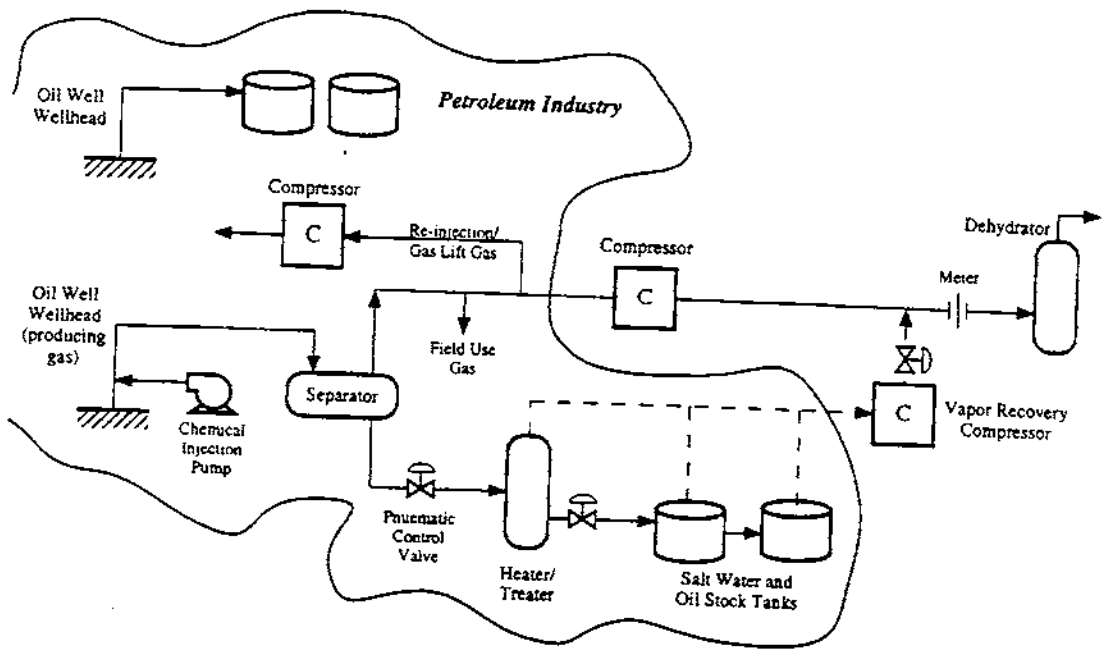 Oil Well
Wellhead
Petroleum Industry
Compressor
C
Re-injection/
Gas Lift Gas
Compressor
C
Dehydrator
Meter
Oil Well
Wellhead
(producing
gas)
Field Use
Gas
Separator
Chemical
Injection
Pump
C
Vapor Recovery
Compressor
Pnuematic
Control
Valve
Heater/
Treater
Salt Water and
Oil Stock Tanks